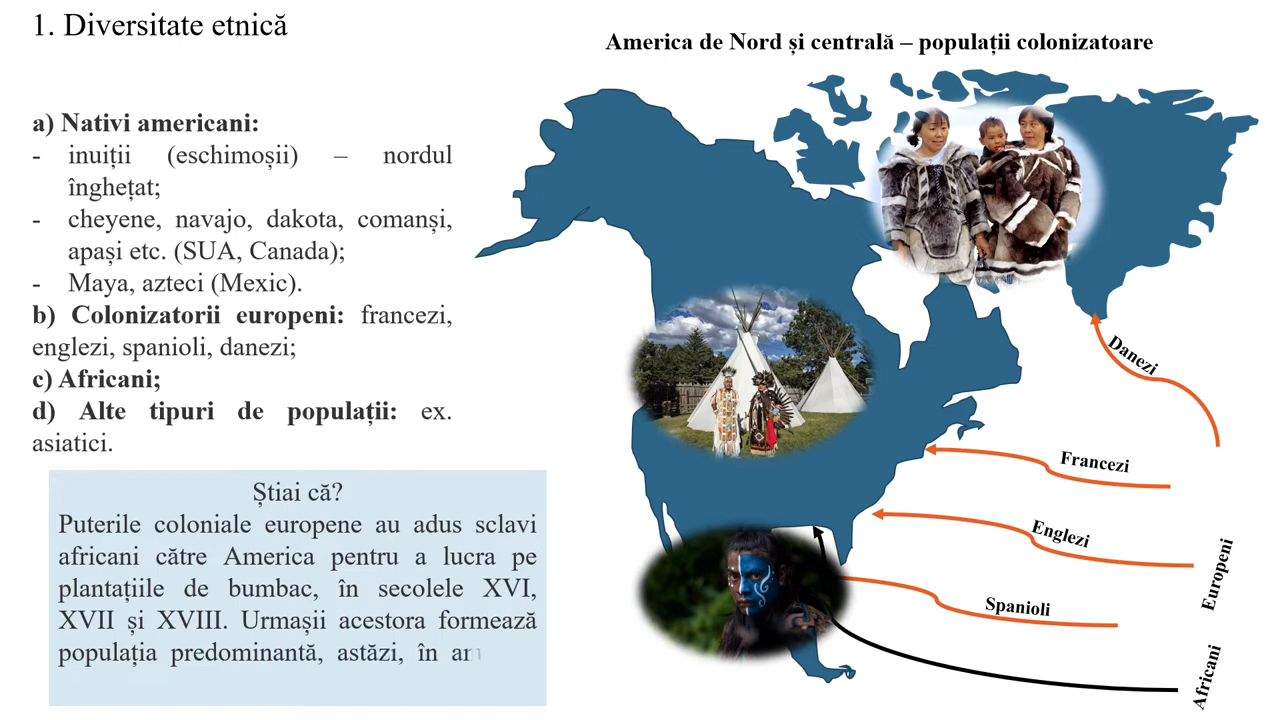 1. Diversitate etnică
America de Nord și centrală – populații colonizatoare
a) Nativi americani:
- inuiții (eschimoșii) – nordul
înghețat;
- cheyene, navajo, dakota, comanși,
apași etc. (SUA, Canada);
- Maya, azteci (Mexic).
b) Colonizatorii europeni: francezi,
englezi, spanioli, danezi;
c) Africani;
d) Alte tipuri de populații: ex.
asiatici.
Știai că?
Puterile coloniale europene au adus sclavi
africani către America pentru a lucra pe
plantațiile de bumbac, în secolele XVI,
XVII și XVIII. Urmașii acestora formează
populația predominantă, astăzi, în
Danezi
Francezi
Englezi
Spanioli
Europeni
Africani